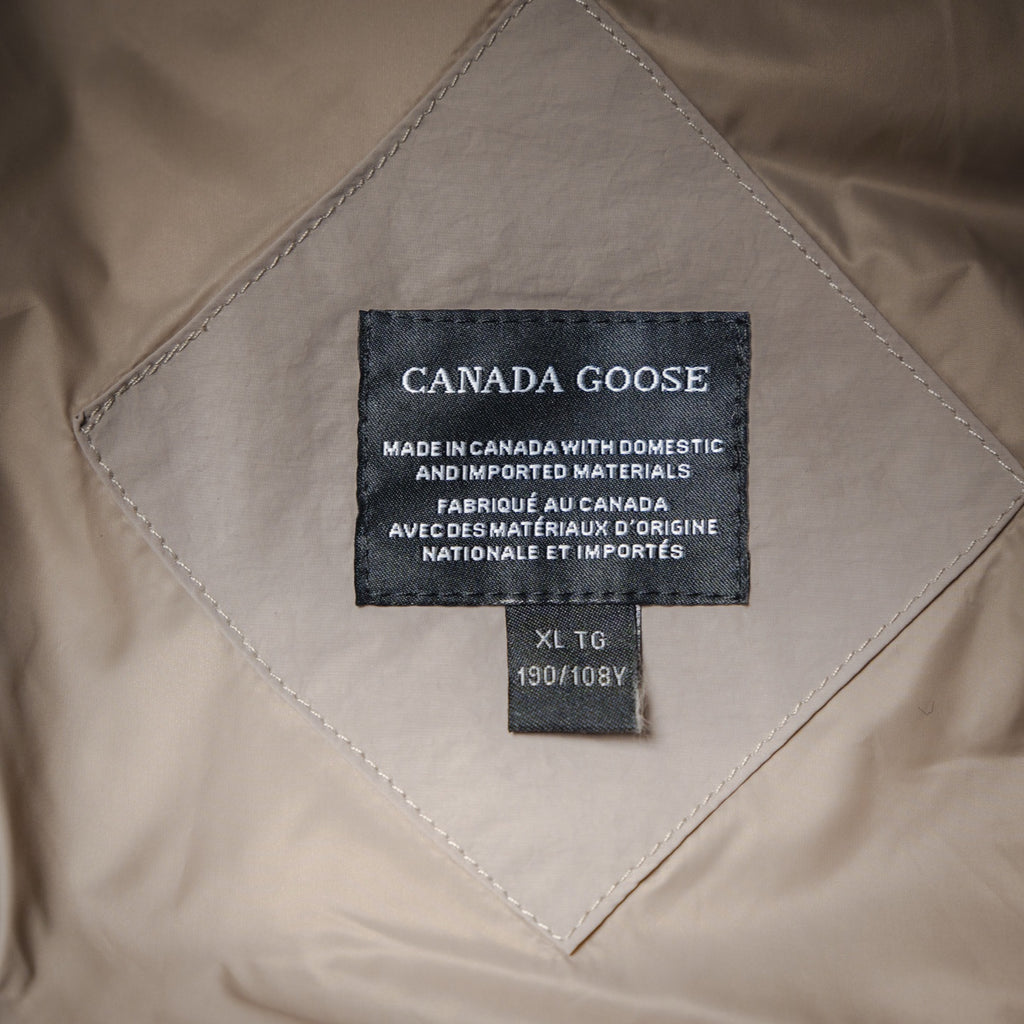 CANADA GOOSE
MADE IN CANADA WITH DOMESTIC
AND IMPORTED MATERIALS
FABRIQUÉ AU CANADA
AVEC DES MATÉRIAUX D'ORIGINE
NATIONALE ET IMPORTÉS
XL TG
190/108Y